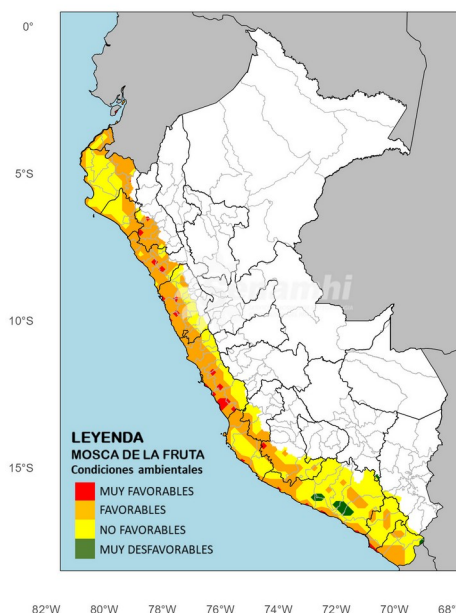 0°
5°S
10°S
senamhi
15°S
LEYENDA
MOSCA DE LA FRUTA
Condiciones ambientales
MUY FAVORABLES
FAVORABLES
NO FAVORABLES
MUY DESFAVORABLES
82°W 80°W 78°W 76°W 74°W 72°W 70°W